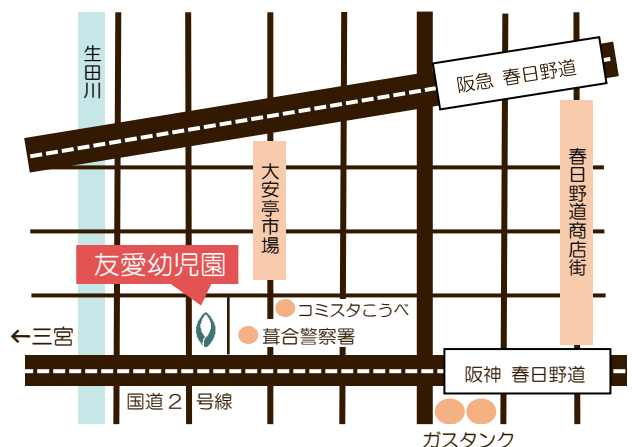 生田川
阪急 春日野道
大安亭市場
春日野道商店街
友愛幼児園
コミスタこうべ
葺合警察署
←三宮
阪神 春日野道
国道2号線
ガスタンク